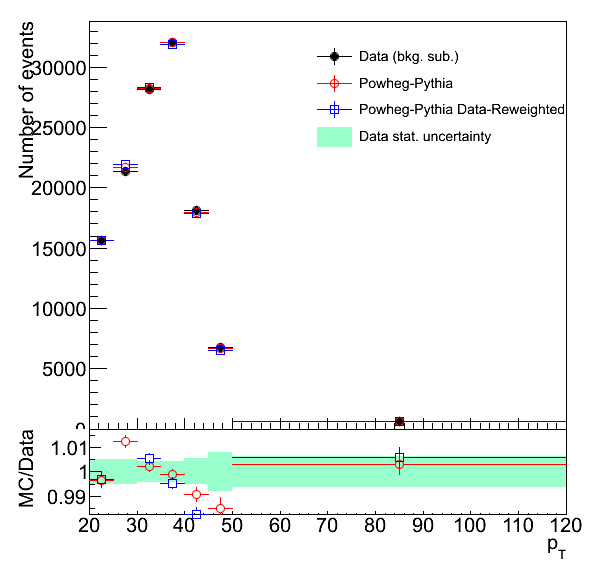 Number of events
30000
25000
20000
15000
10000
5000
0
Data (bkg. sub.)
Powheg-Pythia
Powheg-Pythia Data-Reweighted
Data stat. uncertainty
MC/Data
1.01
1
0.99
20 30 40 50 60 70 80 90 100 110 120
pT